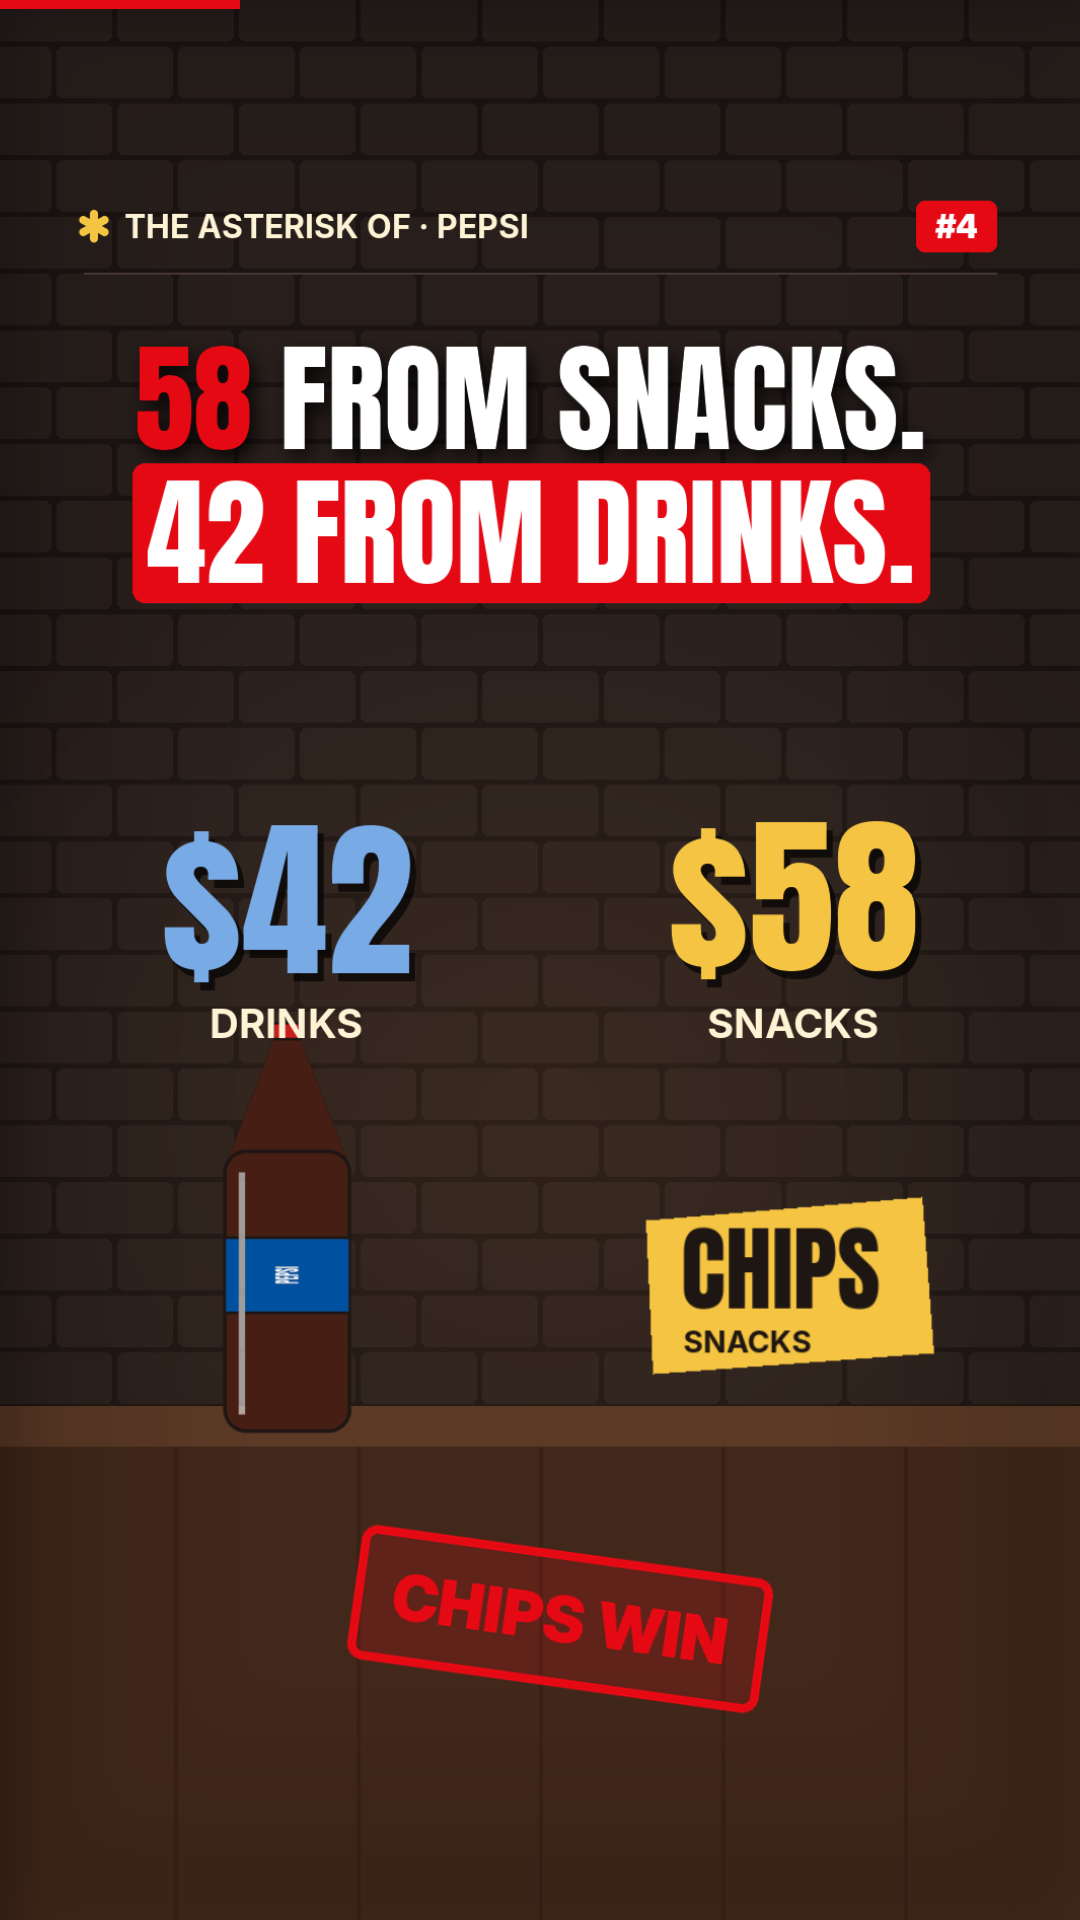 THE ASTERISK OF · PEPSI
#4
58 FROM SNACKS.
42 FROM DRINKS.
$42
$58
DRINKS
SNACKS
CHIPS
SNACKS
CHIPS WIN